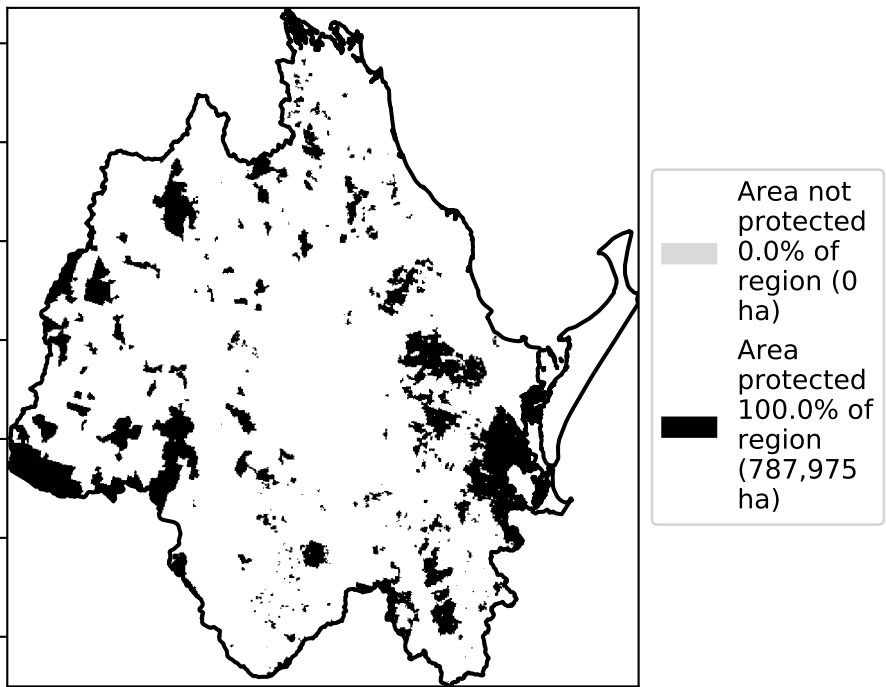 Area not
protected
0.0% of
region (0
ha)
Area
protected
100.0% of
region
(787,975
ha)